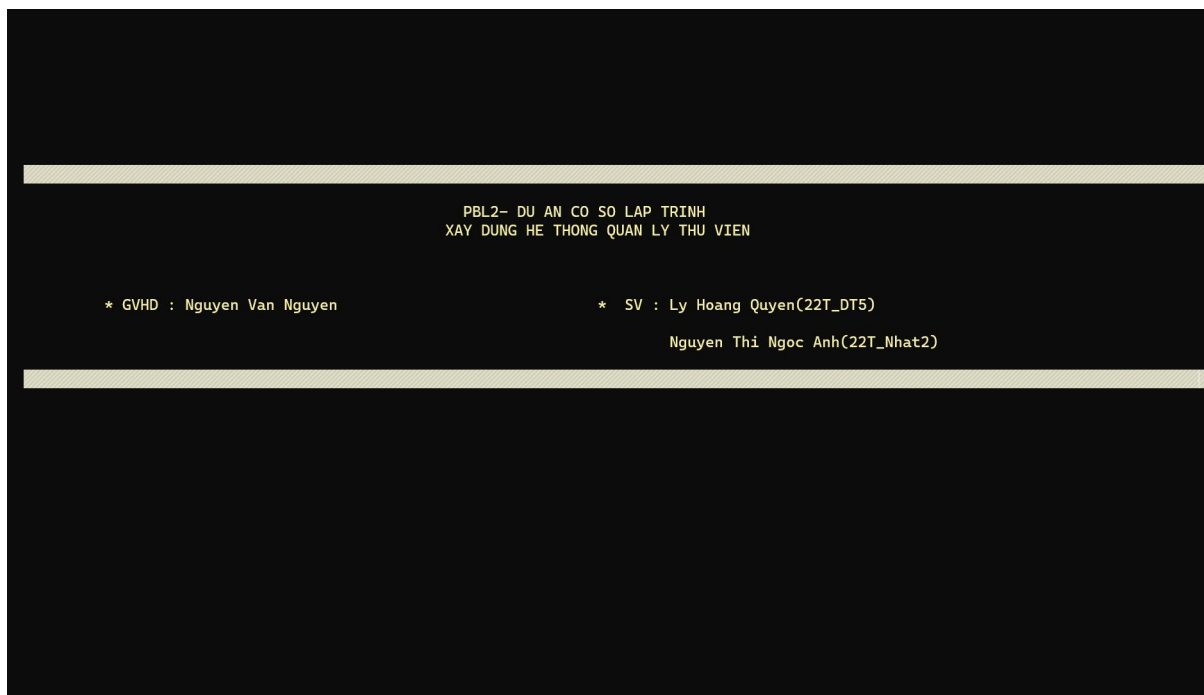 PBL2- DU AN CO SO LAP TRINH
XAY DUNG HE THONG QUAN LY THU VIEN
* GVHD : Nguyen Van Nguyen * SV : Ly Hoang Quyen(22T_DT5)
Nguyen Thi Ngoc Anh(22T_Nhat2)